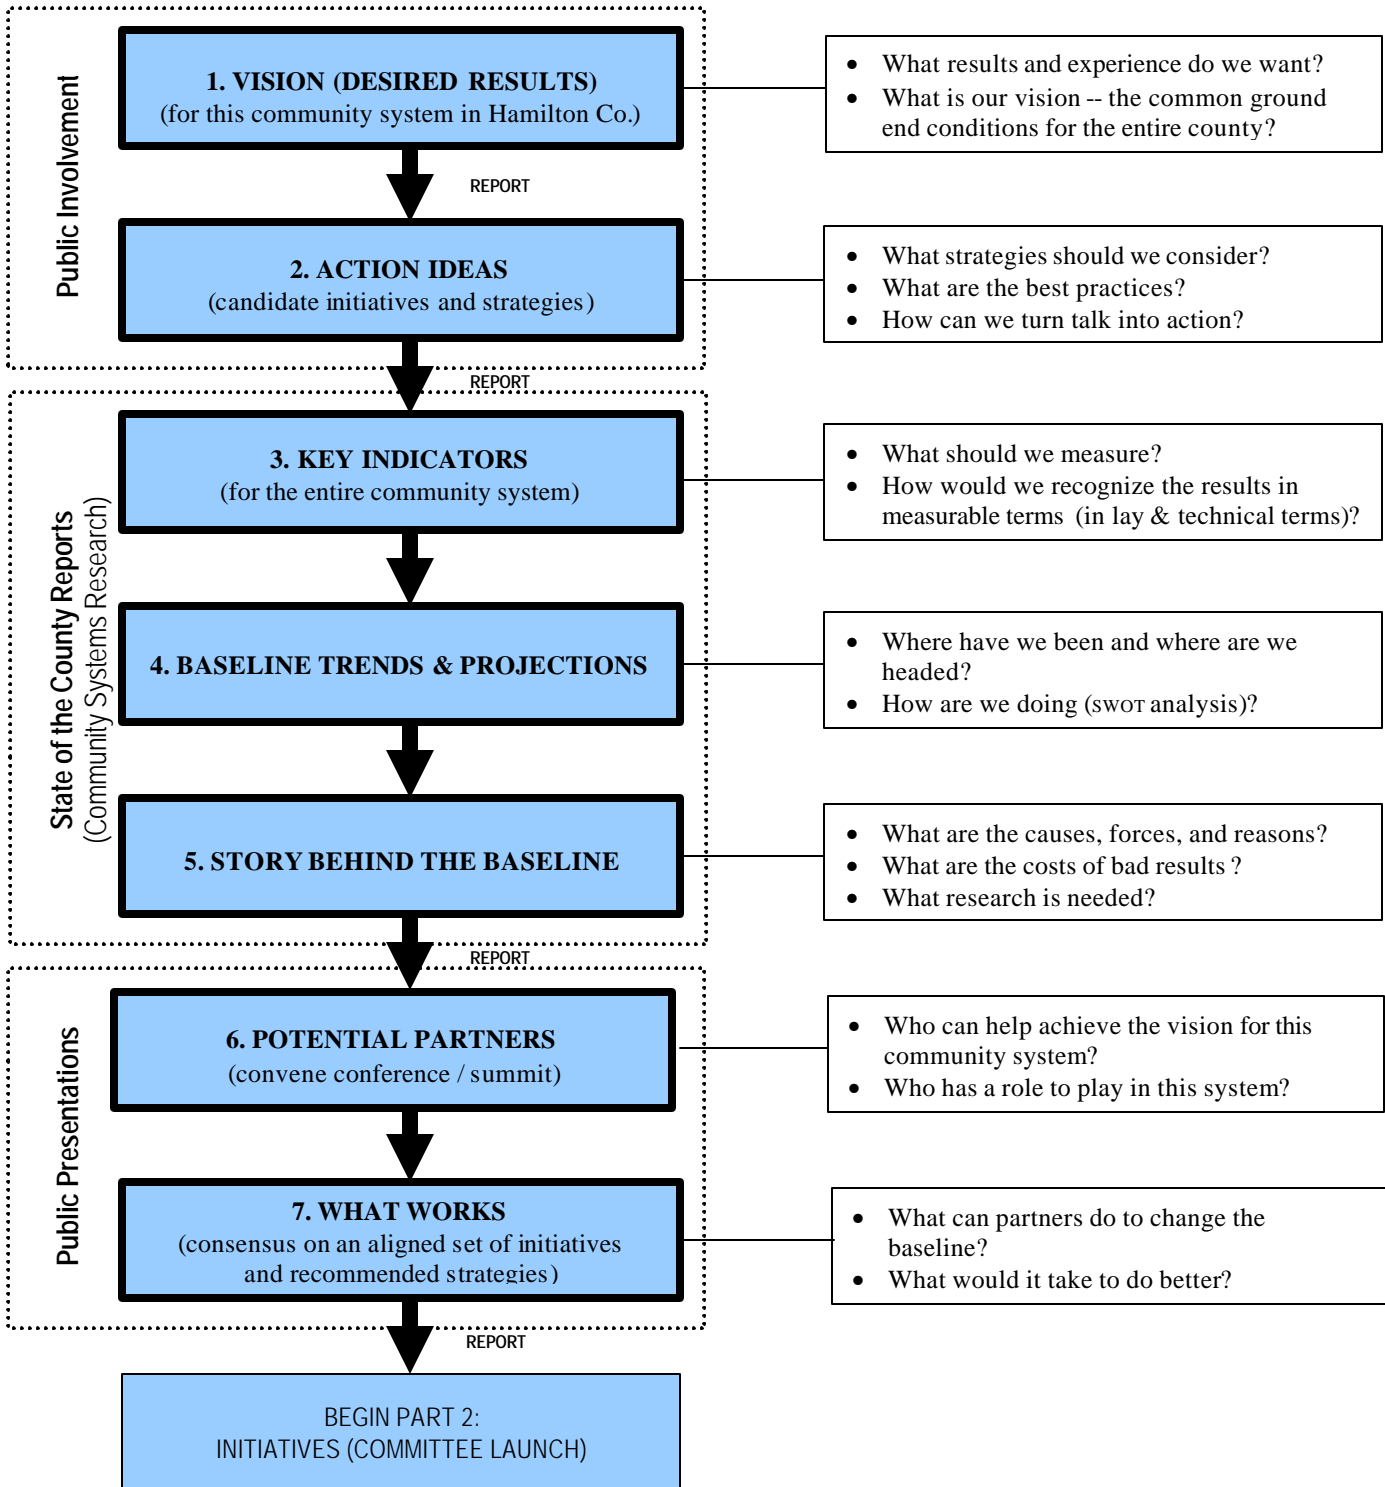 Public Involvement
1. VISION (DESIRED RESULTS)
(for this community system in Hamilton Co.)
• What results and experience do we want?
• What is our vision -- the common ground
end conditions for the entire county?
REPORT
2. ACTION IDEAS
(candidate initiatives and strategies)
• What strategies should we consider?
• What are the best practices?
• How can we turn talk into action?
REPORT
State of the County Reports
(Community Systems Research)
3. KEY INDICATORS
(for the entire community system)
• What should we measure?
• How would we recognize the results in
measurable terms (in lay & technical terms)?
4. BASELINE TRENDS & PROJECTIONS
• Where have we been and where are we
headed?
• How are we doing (SWOT analysis)?
5. STORY BEHIND THE BASELINE
• What are the causes, forces, and reasons?
• What are the costs of bad results ?
• What research is needed?
REPORT
Public Presentations
6. POTENTIAL PARTNERS
(convene conference / summit)
• Who can help achieve the vision for this
community system?
• Who has a role to play in this system?
7. WHAT WORKS
(consensus on an aligned set of initiatives
and recommended strategies)
• What can partners do to change the
baseline?
• What would it take to do better?
REPORT
BEGIN PART 2:
INITIATIVES (COMMITTEE LAUNCH)